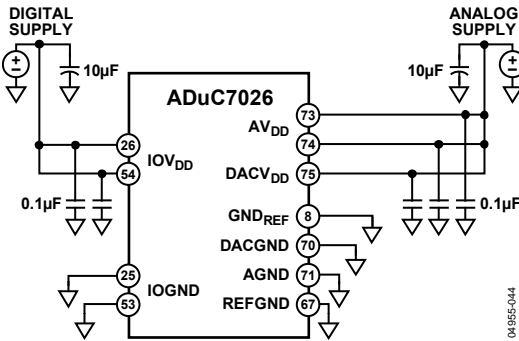 DIGITAL
SUPPLY
ANALOG
SUPPLY
+
–
10µF
10µF
+
–
ADuC7026
73
AVDD
74
26
IOVDD
54
DACVDD
75
0.1µF
0.1µF
GNDREF
8
DACGND
70
25
AGND
71
IOGND
53
REFGND
67
04955-044